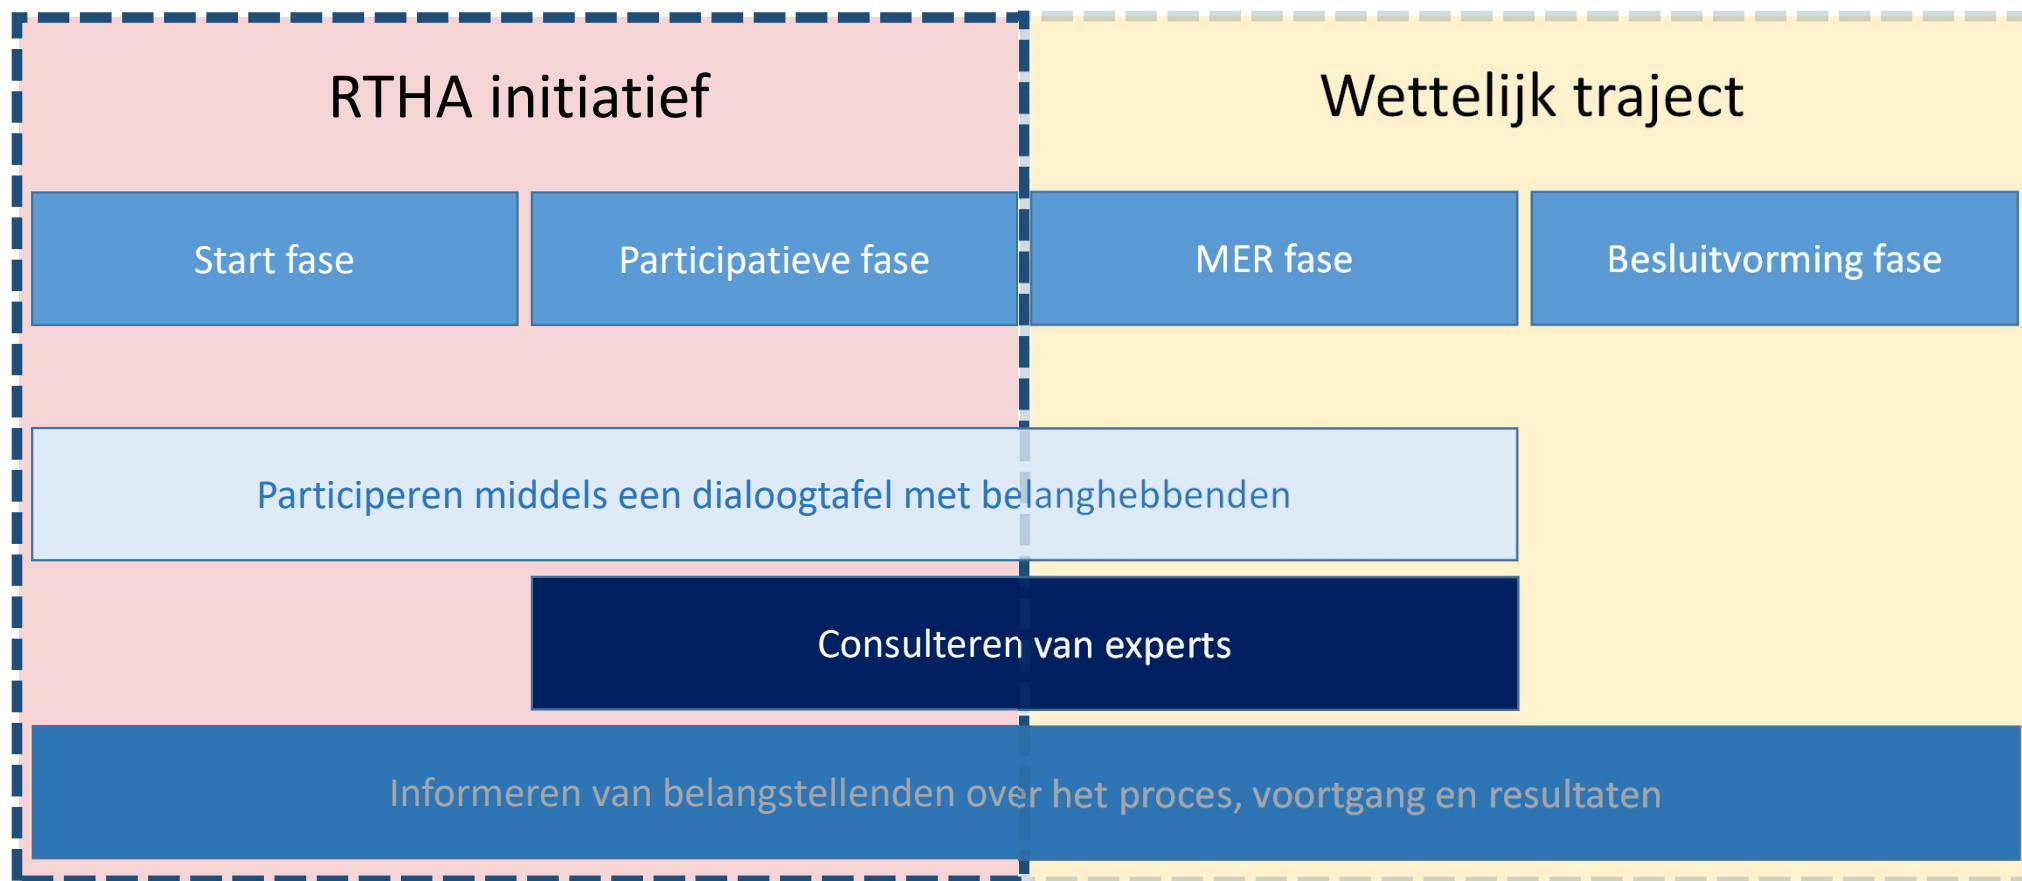 RTHA initiatief
Wettelijk traject
Start fase
Participatieve fase
MER fase
Besluitvorming fase
Participeren middels een dialoogtafel met belanghebbenden
Consulteren van experts
Informeren van belangstellenden over het proces, voortgang en resultaten